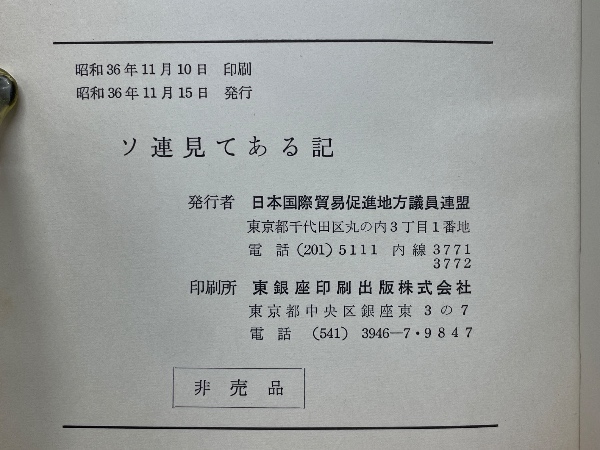 昭和36年11月10日 印刷
昭和36年11月15日 発行
ソ連見てある記
発行者 日本国際貿易促進地方議員連盟
東京都千代田区丸の内3丁目1番地
電話(201)5111 内線3771
3772
印刷所 東銀座印刷出版株式会社
東京都中央区銀座東3の7
電話 (541) 3946―7・9847
非売品